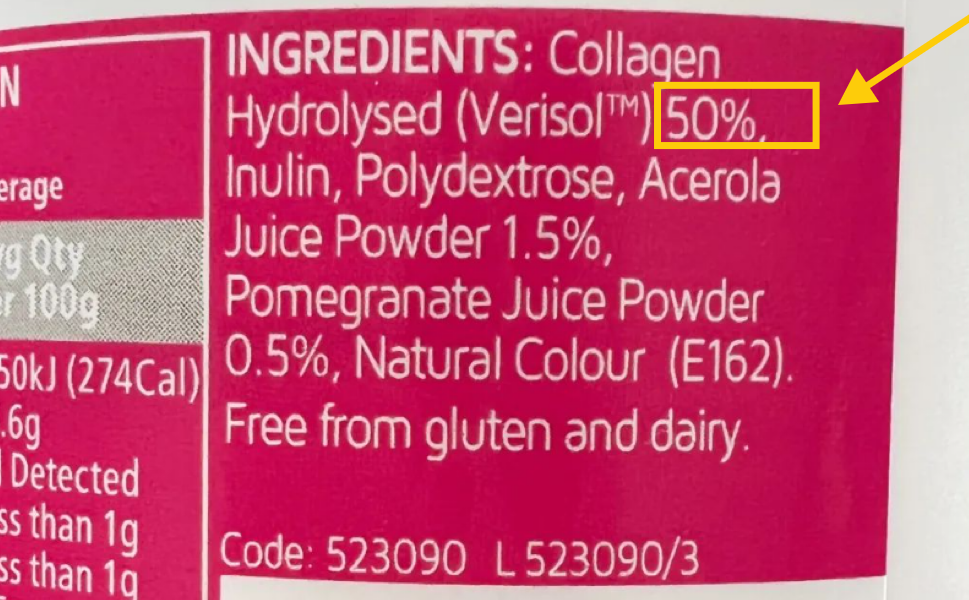 N
erage
g Qty
r 100g
50kJ (274Cal)
.6g
Detected
ss than 1g
ss than 1g
INGREDIENTS: Collagen
Hydrolysed (Verisol™) 50%,
Inulin, Polydextrose, Acerola
Juice Powder 1.5%,
Pomegranate Juice Powder
0.5%, Natural Colour (E162).
Free from gluten and dairy.
Code: 523090 L 523090/3